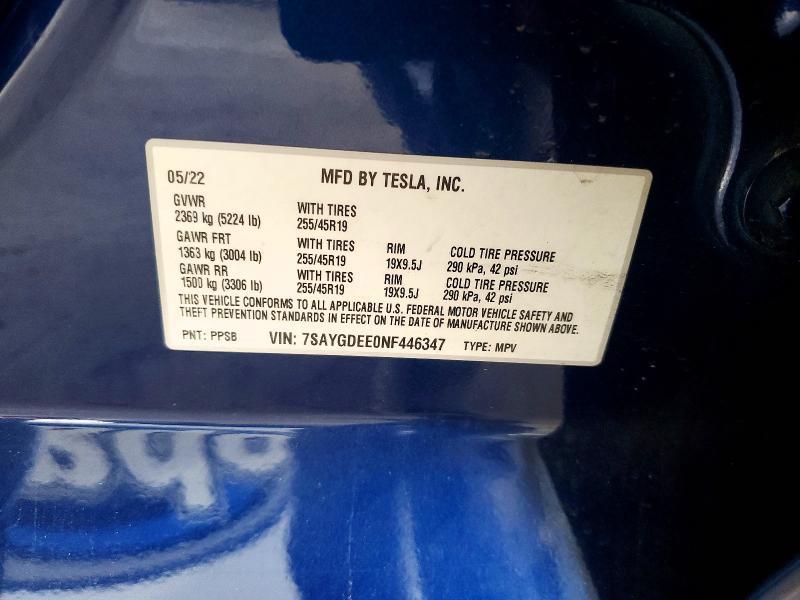 05/22 MFD BY TESLA, INC.
GVWR
2369 kg (5224 lb) WITH TIRES 255/45R19
GAWR FRT
1363 kg (3004 lb) WITH TIRES 255/45R19 RIM 19X9.5J COLD TIRE PRESSURE 290 kPa, 42 psi
GAWR RR
1500 kg (3306 lb) WITH TIRES 255/45R19 RIM 19X9.5J COLD TIRE PRESSURE 290 kPa, 42 psi
THIS VEHICLE CONFORMS TO ALL APPLICABLE U.S. FEDERAL MOTOR VEHICLE SAFETY AND
THEFT PREVENTION STANDARDS IN EFFECT ON THE DATE OF MANUFACTURE SHOWN ABOVE.
PNT: PPSB VIN: 7SAYGDEE0NF446347 TYPE: MPV